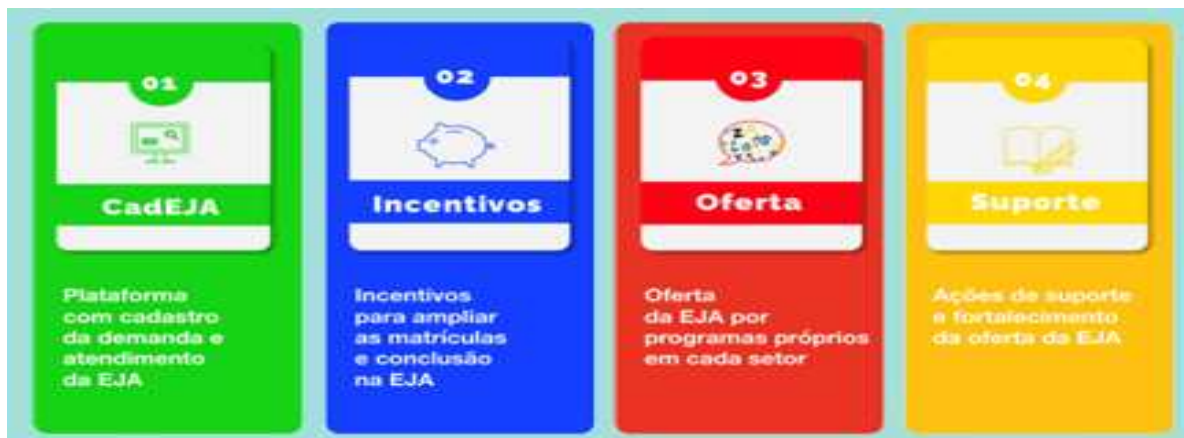 01
CadEJA
Plataforma
com cadastro
da demanda e
atendimento
da EJA
02
Incentivos
Incentivos
para ampliar
as matrículas
e conclusão
na EJA
03
Oferta
Oferta
da EJA por
programas próprios
em cada setor
04
Suporte
Ações de suporte
e fortalecimento
da oferta da EJA